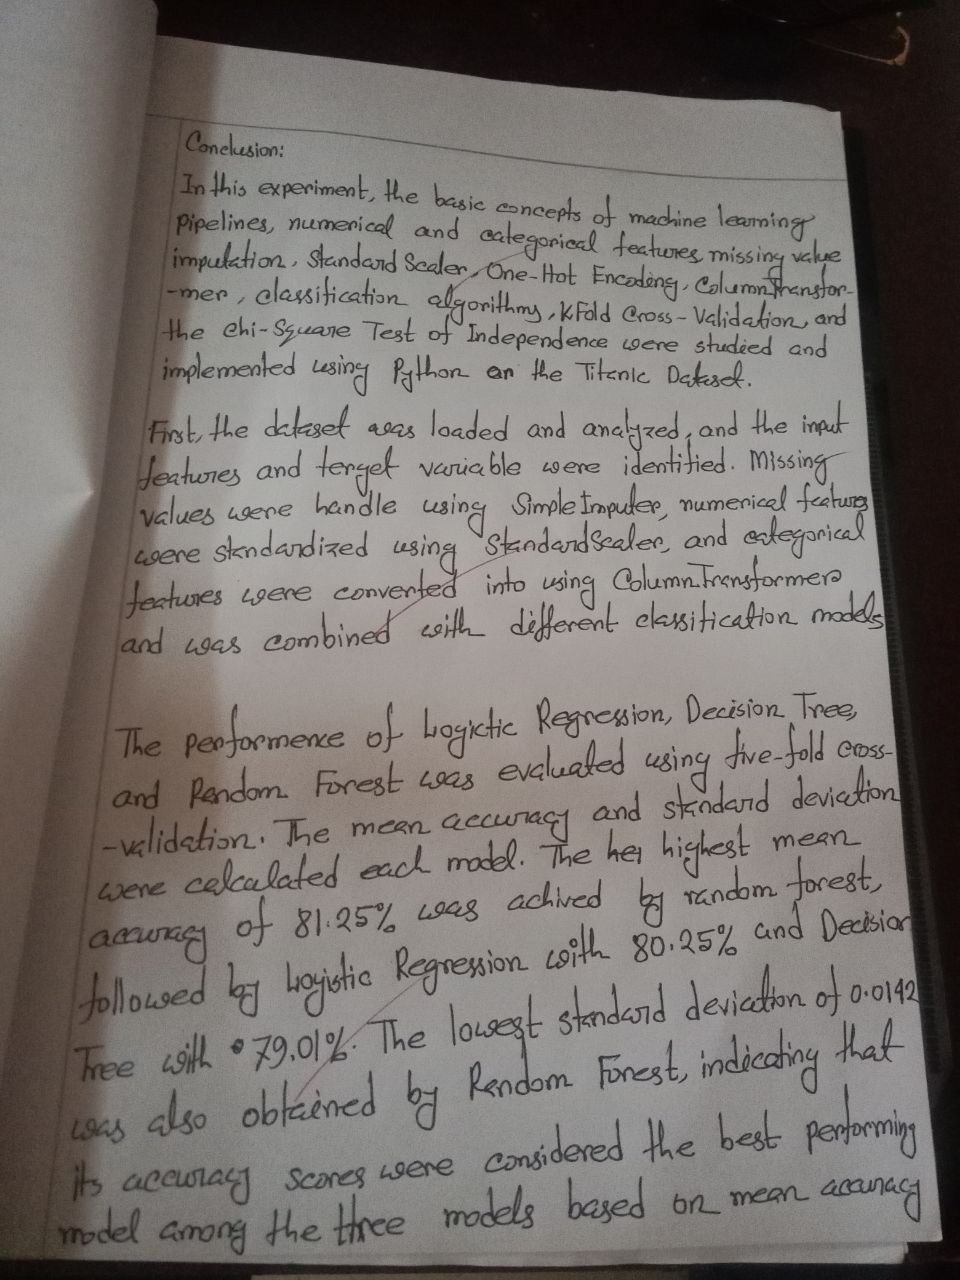 Conclusion:
In this experiment, the basic concepts of machine learning
pipelines, numerical and categorical features, missing value
imputation, Standard Scaler, One-Hot Encoding, ColumnTransfor-
-mer, classification algorithms, KFold Cross-Validation, and
the chi-Square Test of Independence were studied and
implemented using Python on the Titanic Dataset.
First, the dataset was loaded and analyzed, and the input
features and target variable were identified. Missing
values were handle using SimpleImputer, numerical features
were standardized using StandardScaler, and categorical
features were converted into using ColumnTransformer
and was combined with different classification models
The performance of Logictic Regression, Decision Tree,
and Random Forest was evaluated using five-fold cross-
-validation. The mean accuracy and standard deviation
were calculated each model. The highest mean
accuracy of 81.25% was achived by random forest,
followed by Logistic Regression with 80.25% and Decision
Tree with 79.01%. The lowest standard deviation of 0.0142
was also obtained by Random Forest, indicating that
its accuracy scores were considered the best performing
model among the three models based on mean accuracy